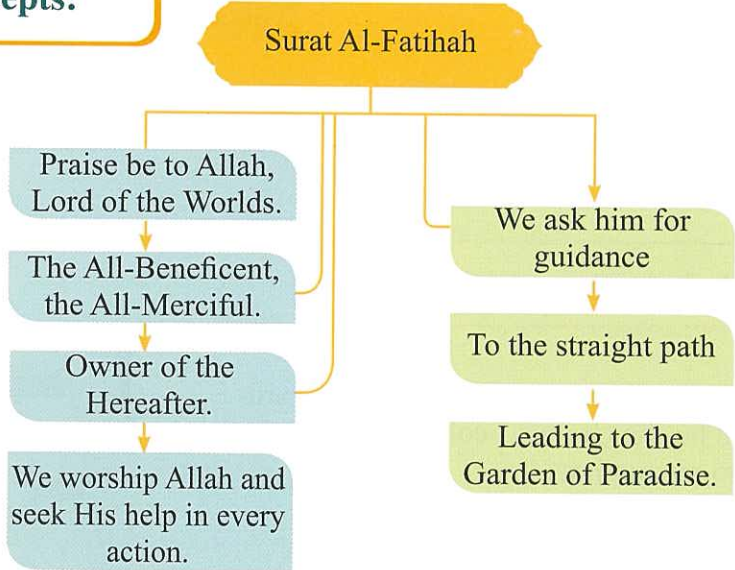 epts:
Surat Al-Fatihah
Praise be to Allah,
Lord of the Worlds.
The All-Beneficent,
the All-Merciful.
Owner of the
Hereafter.
We worship Allah and
seek His help in every
action.
We ask him for
guidance
To the straight path
Leading to the
Garden of Paradise.